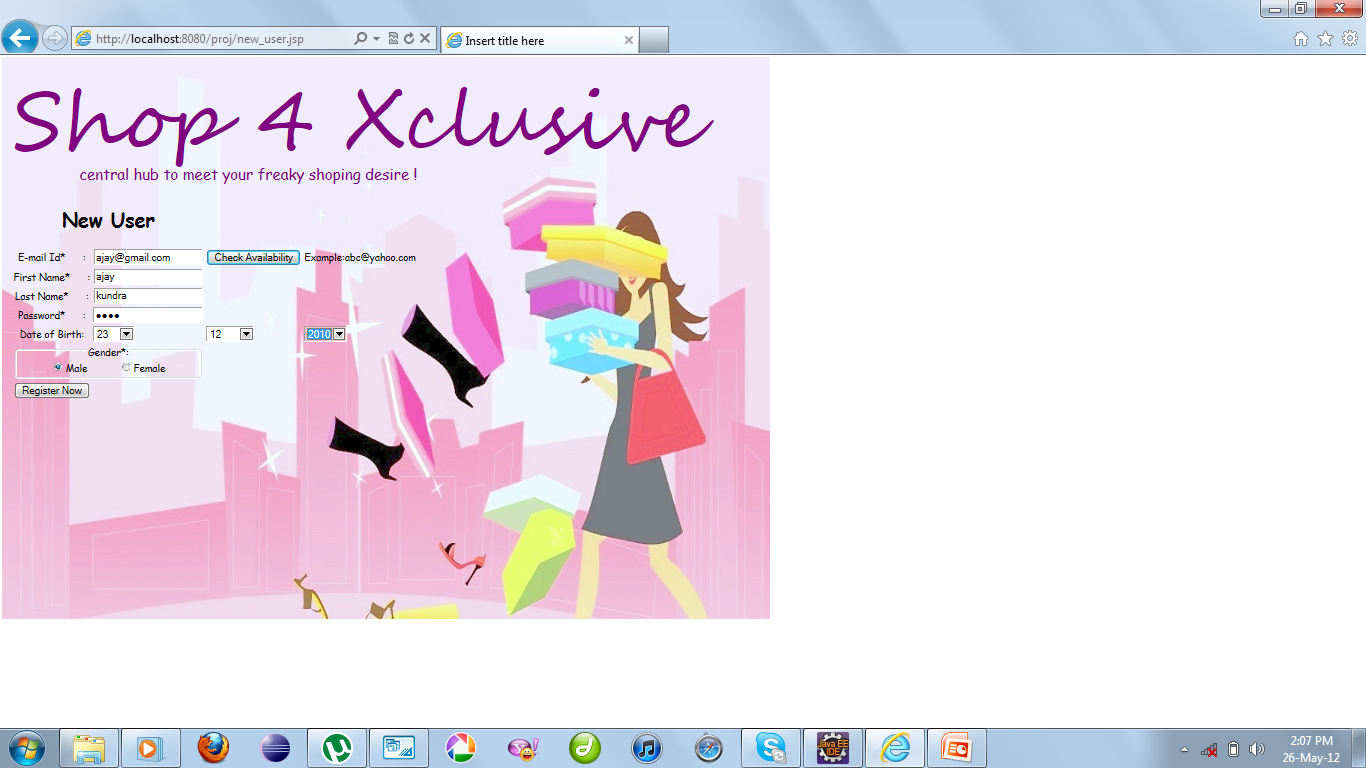 http://localhost:8080/proj/new_user.jsp
Insert title here
Shop 4 Xclusive
central hub to meet your freaky shoping desire !
New User
E-mail Id* : ajay@gmail.com Check Availability Example:abc@yahoo.com
First Name* : ajay
Last Name* : kundra
Password* : ••••
Date of Birth: 23 12 2010
Gender*:
Male Female
Register Now
Java EE
IDE
2:07 PM
26-May-12